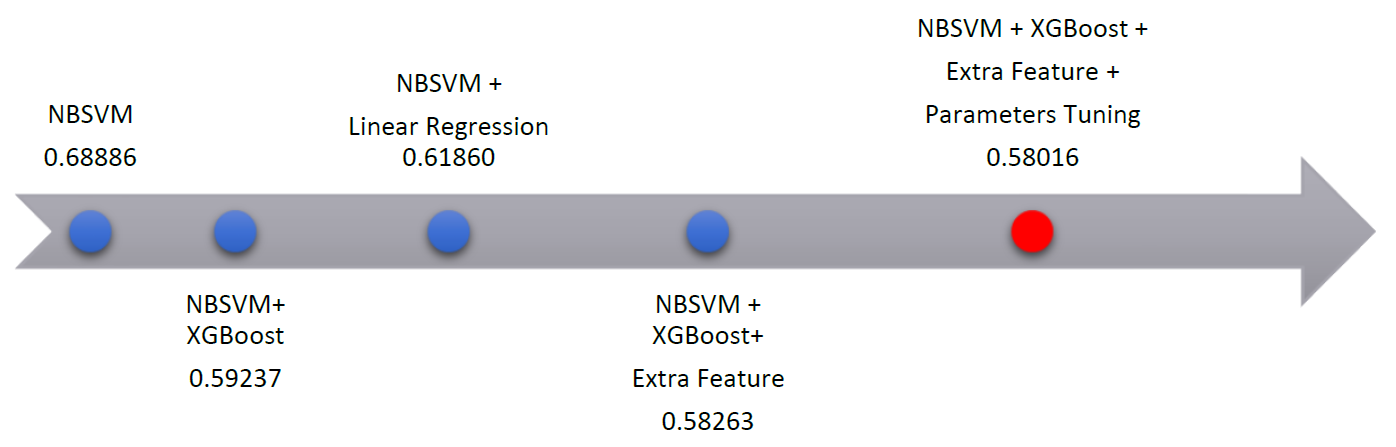 NBSVM
0.68886
NBSVM+
XGBoost
0.59237
NBSVM +
Linear Regression
0.61860
NBSVM +
XGBoost+
Extra Feature
0.58263
NBSVM + XGBoost +
Extra Feature +
Parameters Tuning
0.58016